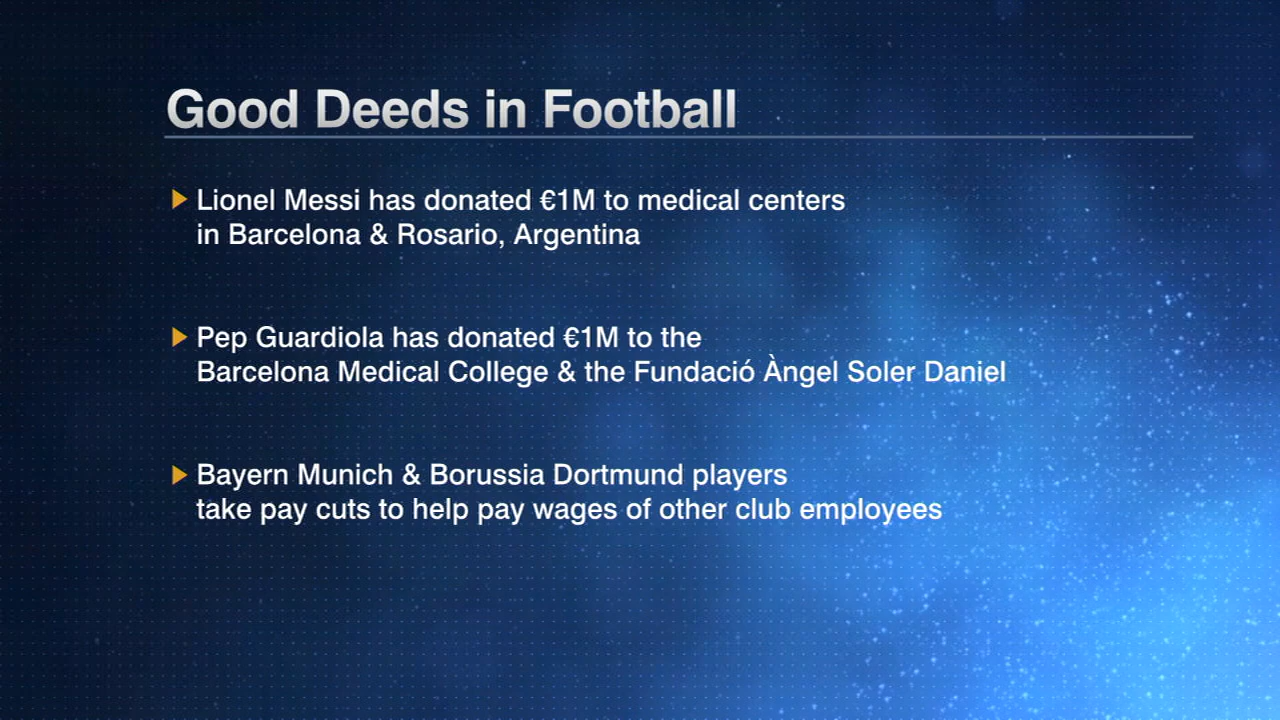 Good Deeds in Football
Lionel Messi has donated €1M to medical centers
in Barcelona & Rosario, Argentina
Pep Guardiola has donated €1M to the
Barcelona Medical College & the Fundació Àngel Soler Daniel
Bayern Munich & Borussia Dortmund players
take pay cuts to help pay wages of other club employees